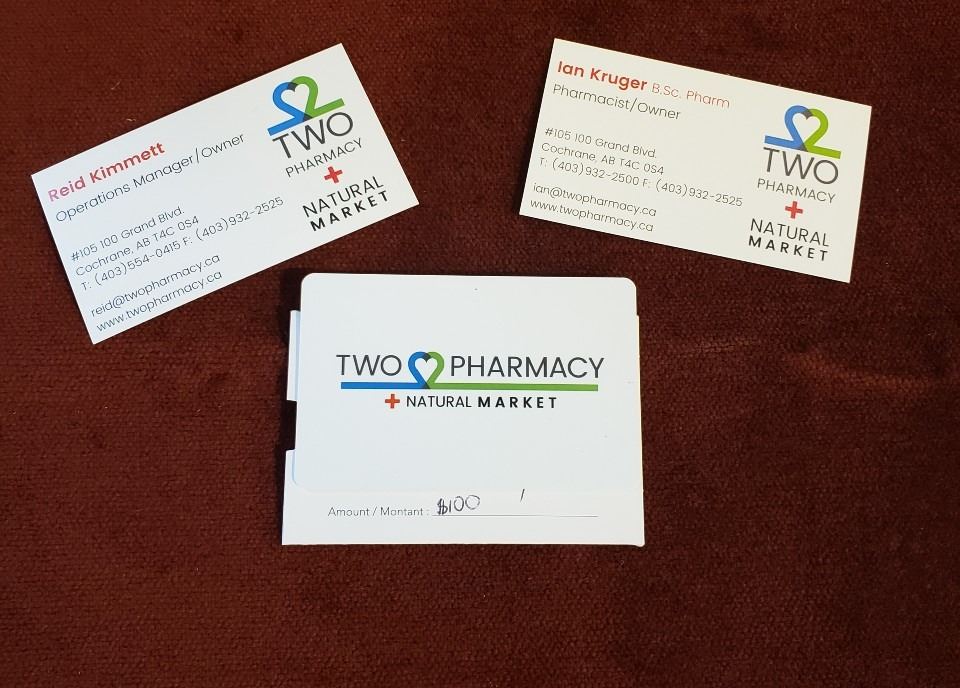 Reid Kimmett
Operations Manager/Owner
#105 100 Grand Blvd.
Cochrane, AB T4C 0S4
T: (403)554-0415 F: (403)932-2525
reid@twopharmacy.ca
www.twopharmacy.ca
TWO
PHARMACY
+
NATURAL
MARKET
Ian Kruger B.Sc. Pharm
Pharmacist/Owner
#105 100 Grand Blvd.
Cochrane, AB T4C 0S4
T: (403)932-2500 F: (403)932-2525
ian@twopharmacy.ca
www.twopharmacy.ca
TWO
PHARMACY
+
NATURAL
MARKET
TWO PHARMACY
+ NATURAL MARKET
Amount / Montant : $100